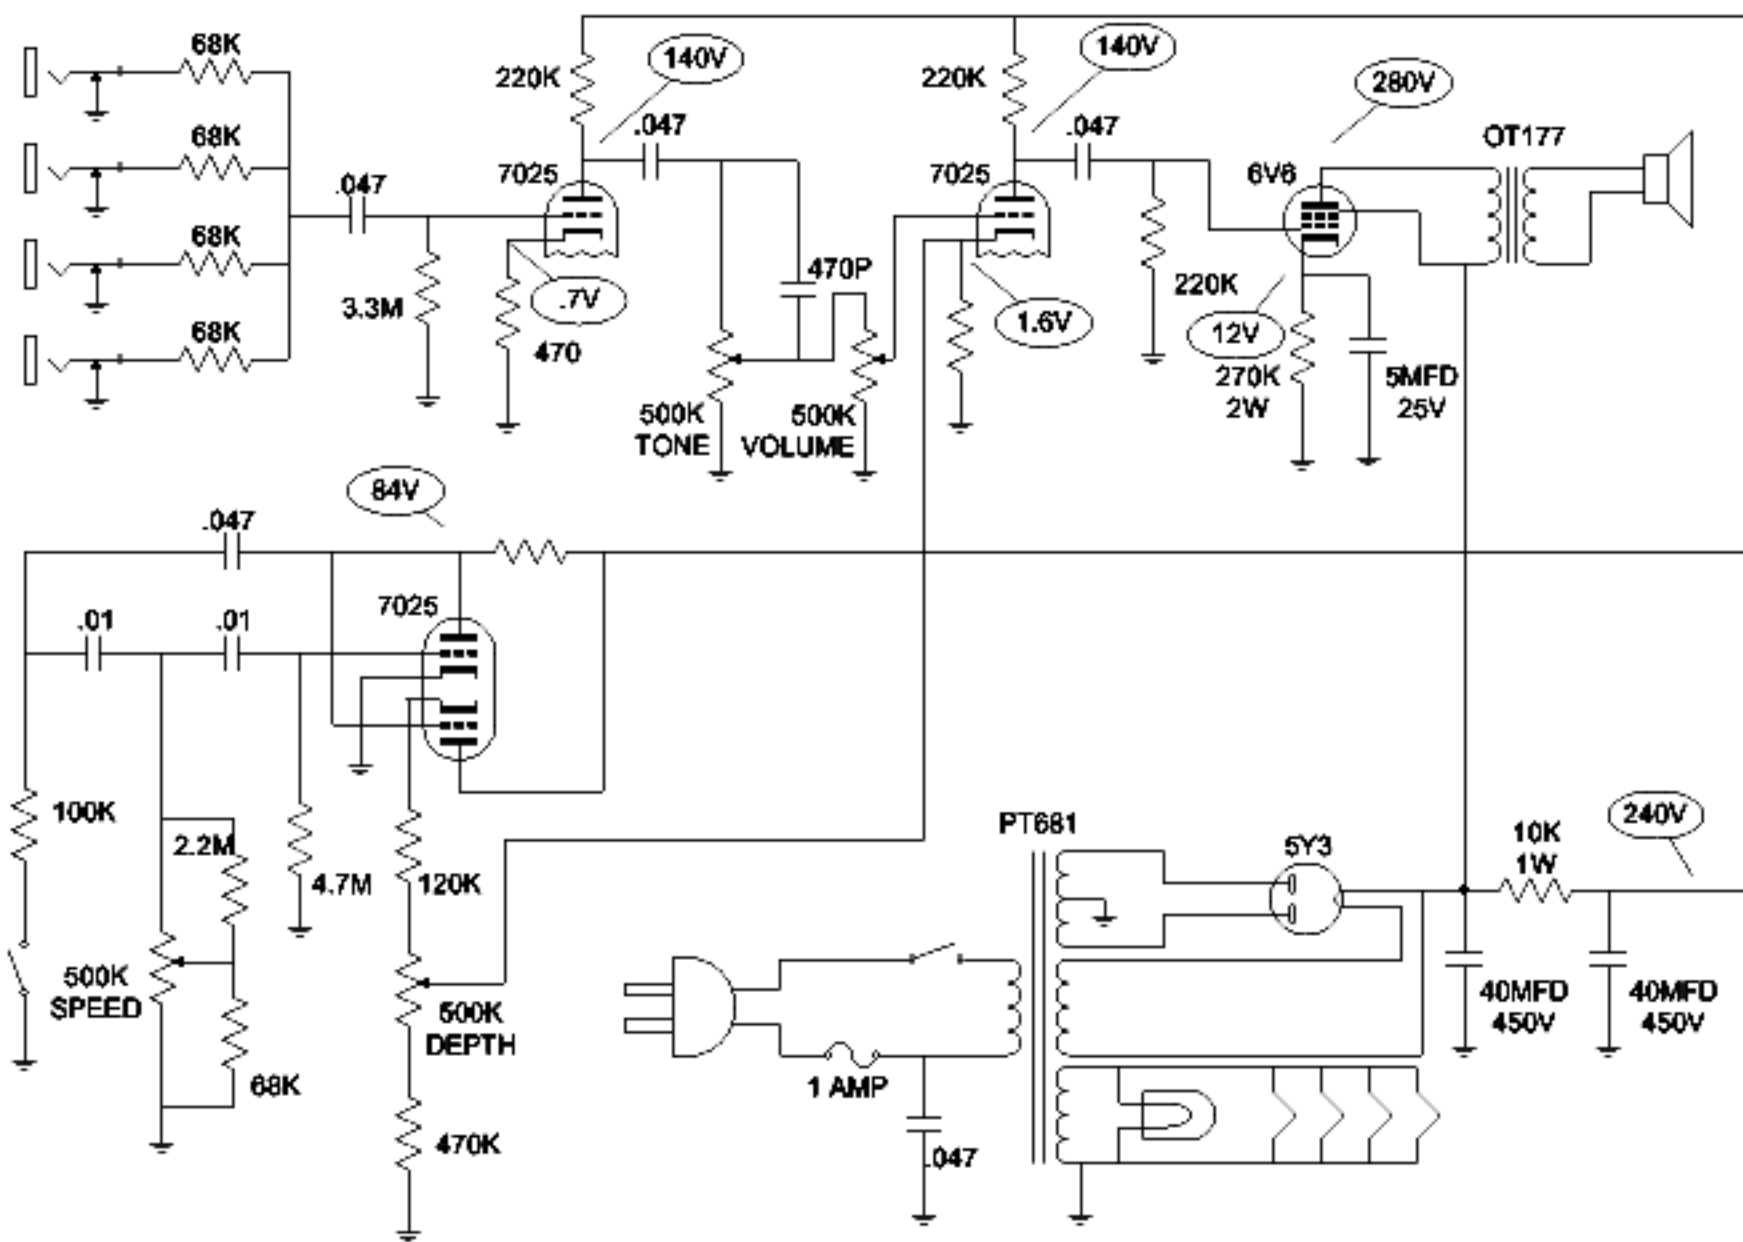 68K
68K
68K
68K
.047
3.3M
220K
140V
.047
7025
.7V
470
470P
500K
TONE
500K
VOLUME
220K
140V
.047
7025
1.6V
220K
280V
6V6
12V
270K
2W
5MFD
25V
OT177
84V
.047
.01
.01
7025
100K
2.2M
4.7M
120K
500K
SPEED
68K
500K
DEPTH
470K
PT681
5Y3
10K
1W
240V
40MFD
450V
40MFD
450V
1 AMP
.047